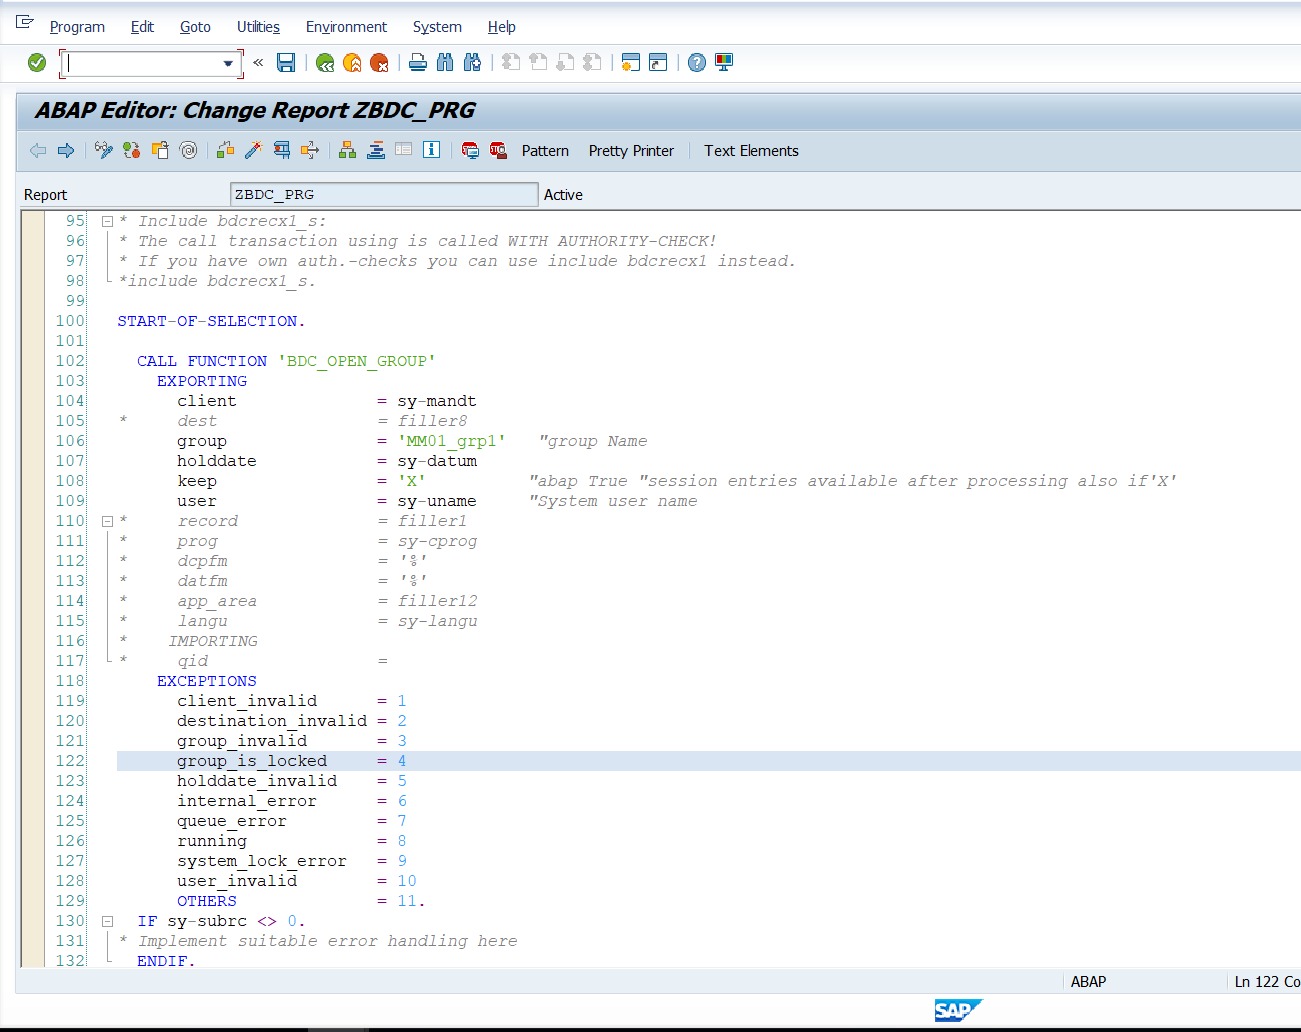 Program Edit Goto Utilities Environment System Help
ABAP Editor: Change Report ZBDC_PRG
Pattern Pretty Printer Text Elements
Report ZBDC_PRG Active
95 * Include bdcrecx1_s:
96 * The call transaction using is called WITH AUTHORITY-CHECK!
97 * If you have own auth.-checks you can use include bdcrecx1 instead.
98 *include bdcrecx1_s.
99
100 START-OF-SELECTION.
101
102 CALL FUNCTION 'BDC_OPEN_GROUP'
103 EXPORTING
104 client = sy-mandt
105 * dest = filler8
106 group = 'MM01_grp1' "group Name
107 holddate = sy-datum
108 keep = 'X' "abap True "session entries available after processing also if'X'
109 user = sy-uname "System user name
110 * record = filler1
111 * prog = sy-cprog
112 * dcpfm = '%'
113 * datfm = '%'
114 * app_area = filler12
115 * langu = sy-langu
116 * IMPORTING
117 * qid =
118 EXCEPTIONS
119 client_invalid = 1
120 destination_invalid = 2
121 group_invalid = 3
122 group_is_locked = 4
123 holddate_invalid = 5
124 internal_error = 6
125 queue_error = 7
126 running = 8
127 system_lock_error = 9
128 user_invalid = 10
129 OTHERS = 11.
130 IF sy-subrc <> 0.
131 * Implement suitable error handling here
132 ENDIF.
ABAP Ln 122 Co
SAP